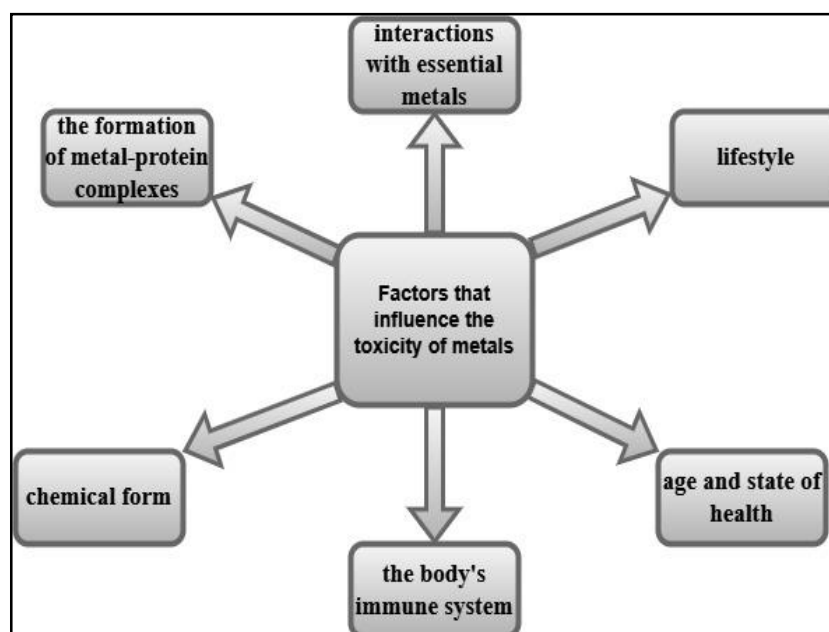 interactions
with essential
metals
the formation
of metal-protein
complexes
lifestyle
Factors that
influence the
toxicity of metals
chemical form
age and state of
health
the body's
immune system